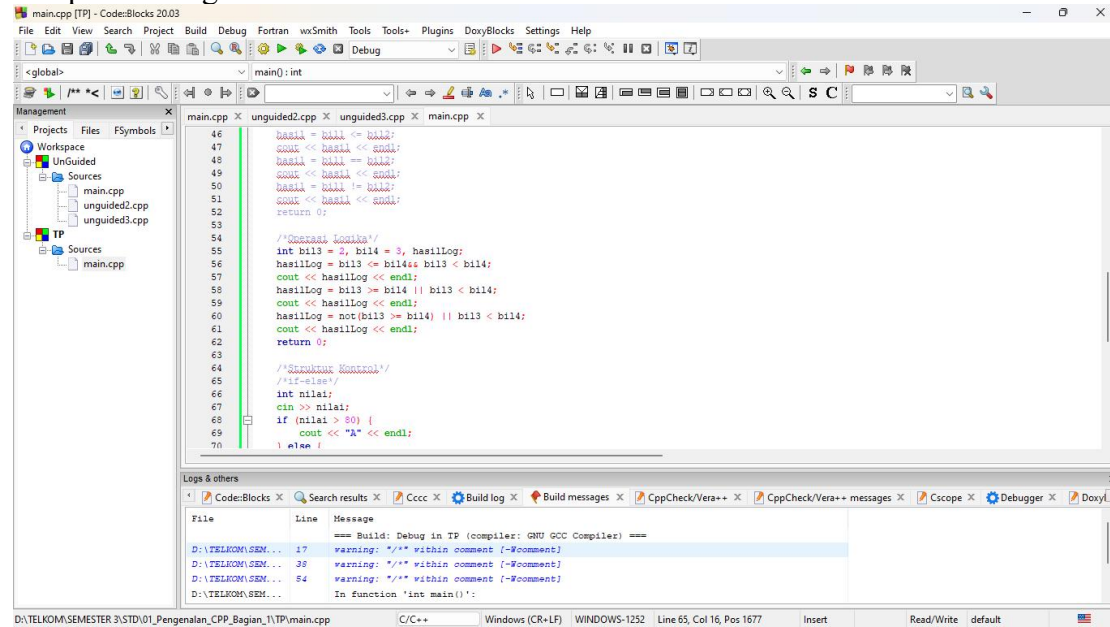 main.cpp [TP] - Code::Blocks 20.03
File Edit View Search Project Build Debug Fortran wxSmith Tools Tools+ Plugins DoxyBlocks Settings Help
Debug
<global>
main() : int
/** *<
S C
Management
Projects Files FSymbols
Workspace
UnGuided
Sources
main.cpp
unguided2.cpp
unguided3.cpp
TP
Sources
main.cpp
main.cpp unguided2.cpp unguided3.cpp main.cpp
46 hasil = bil1 <= bil2;
47 cout << hasil << endl;
48 hasil = bil1 == bil2;
49 cout << hasil << endl;
50 hasil = bil1 != bil2;
51 cout << hasil << endl;
52 return 0;
53
54 /*Operasi Logika*/
55 int bil3 = 2, bil4 = 3, hasilLog;
56 hasilLog = bil3 <= bil4&& bil3 < bil4;
57 cout << hasilLog << endl;
58 hasilLog = bil3 >= bil4 || bil3 < bil4;
59 cout << hasilLog << endl;
60 hasilLog = not(bil3 >= bil4) || bil3 < bil4;
61 cout << hasilLog << endl;
62 return 0;
63
64 /*Struktur Kontrol*/
65 /*if-else*/
66 int nilai;
67 cin >> nilai;
68 if (nilai > 80) {
69 cout << "A" << endl;
70 } else {
Logs & others
Code::Blocks Search results Cccc Build log Build messages CppCheck/Vera++ CppCheck/Vera++ messages Cscope Debugger
File Line Message
=== Build: Debug in TP (compiler: GNU GCC Compiler) ===
D:\TELKOM\SEM... 17 warning: "/*" within comment [-Wcomment]
D:\TELKOM\SEM... 38 warning: "/*" within comment [-Wcomment]
D:\TELKOM\SEM... 54 warning: "/*" within comment [-Wcomment]
D:\TELKOM\SEM... In function 'int main()':
D:\TELKOM\SEMESTER 3\STD\01_Pengenalan_CPP_Bagian_1\TP\main.cpp C/C++ Windows (CR+LF) WINDOWS-1252 Line 65, Col 16, Pos 1677 Insert Read/Write default